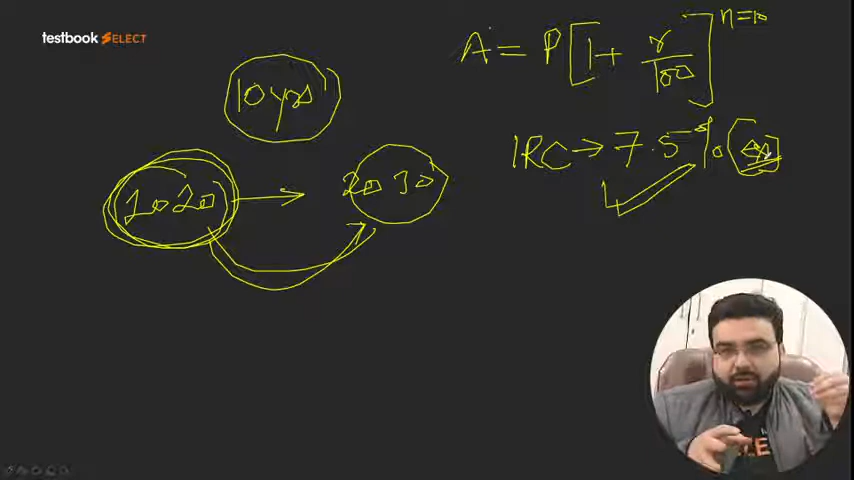 testbook SELECT
A = P[1 + r/100]^n=10
10 yrs
IRC → 7.5%
2020 → 2030